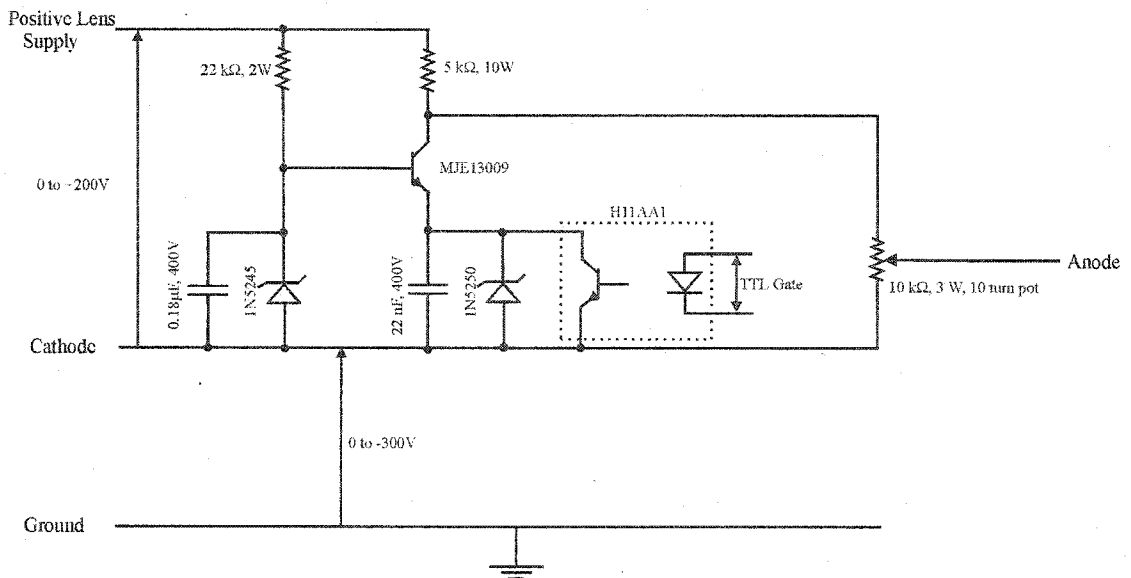 Positive Lens
Supply
22 kΩ, 2W
5 kΩ, 10W
MJE13009
0 to ~200V
H11AA1
0.18µF, 400V
1N5245
22 nF, 400V
1N5250
TTL Gate
Anode
10 kΩ, 3 W, 10 turn pot
Cathode
0 to -300V
Ground